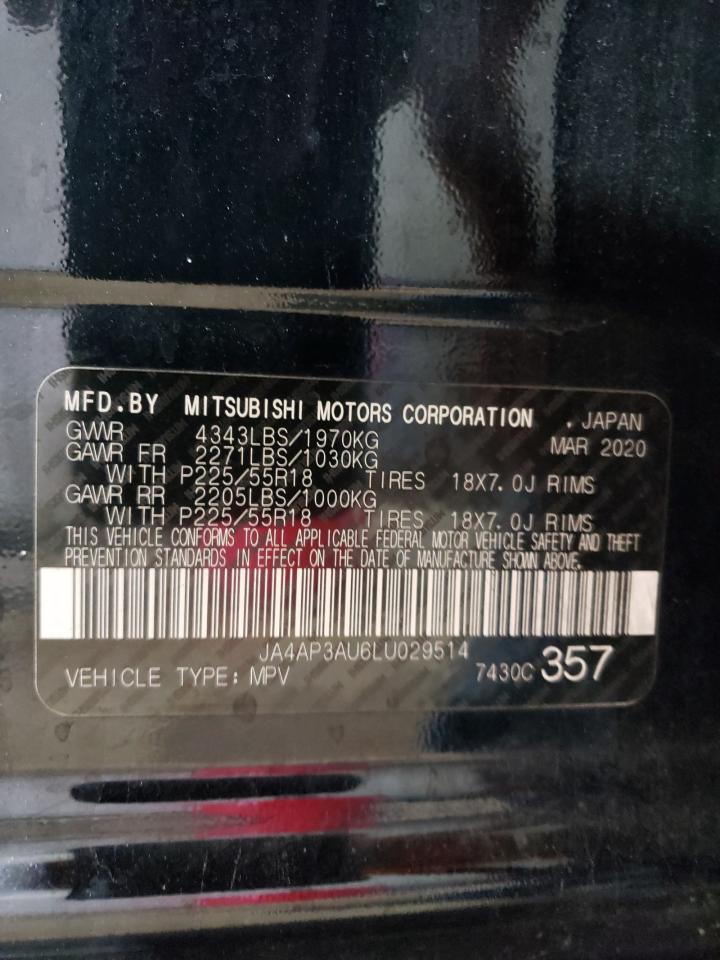 MFD.BY MITSUBISHI MOTORS CORPORATION , JAPAN
GVWR 4343LBS/1970KG MAR 2020
GAWR FR 2271LBS/1030KG
WITH P225/55R18 TIRES 18X7.0J RIMS
GAWR RR 2205LBS/1000KG
WITH P225/55R18 TIRES 18X7.0J RIMS
THIS VEHICLE CONFORMS TO ALL APPLICABLE FEDERAL MOTOR VEHICLE SAFETY AND THEFT
PREVENTION STANDARDS IN EFFECT ON THE DATE OF MANUFACTURE SHOWN ABOVE.
JA4AP3AU6LU029514
VEHICLE TYPE: MPV 7430C 357